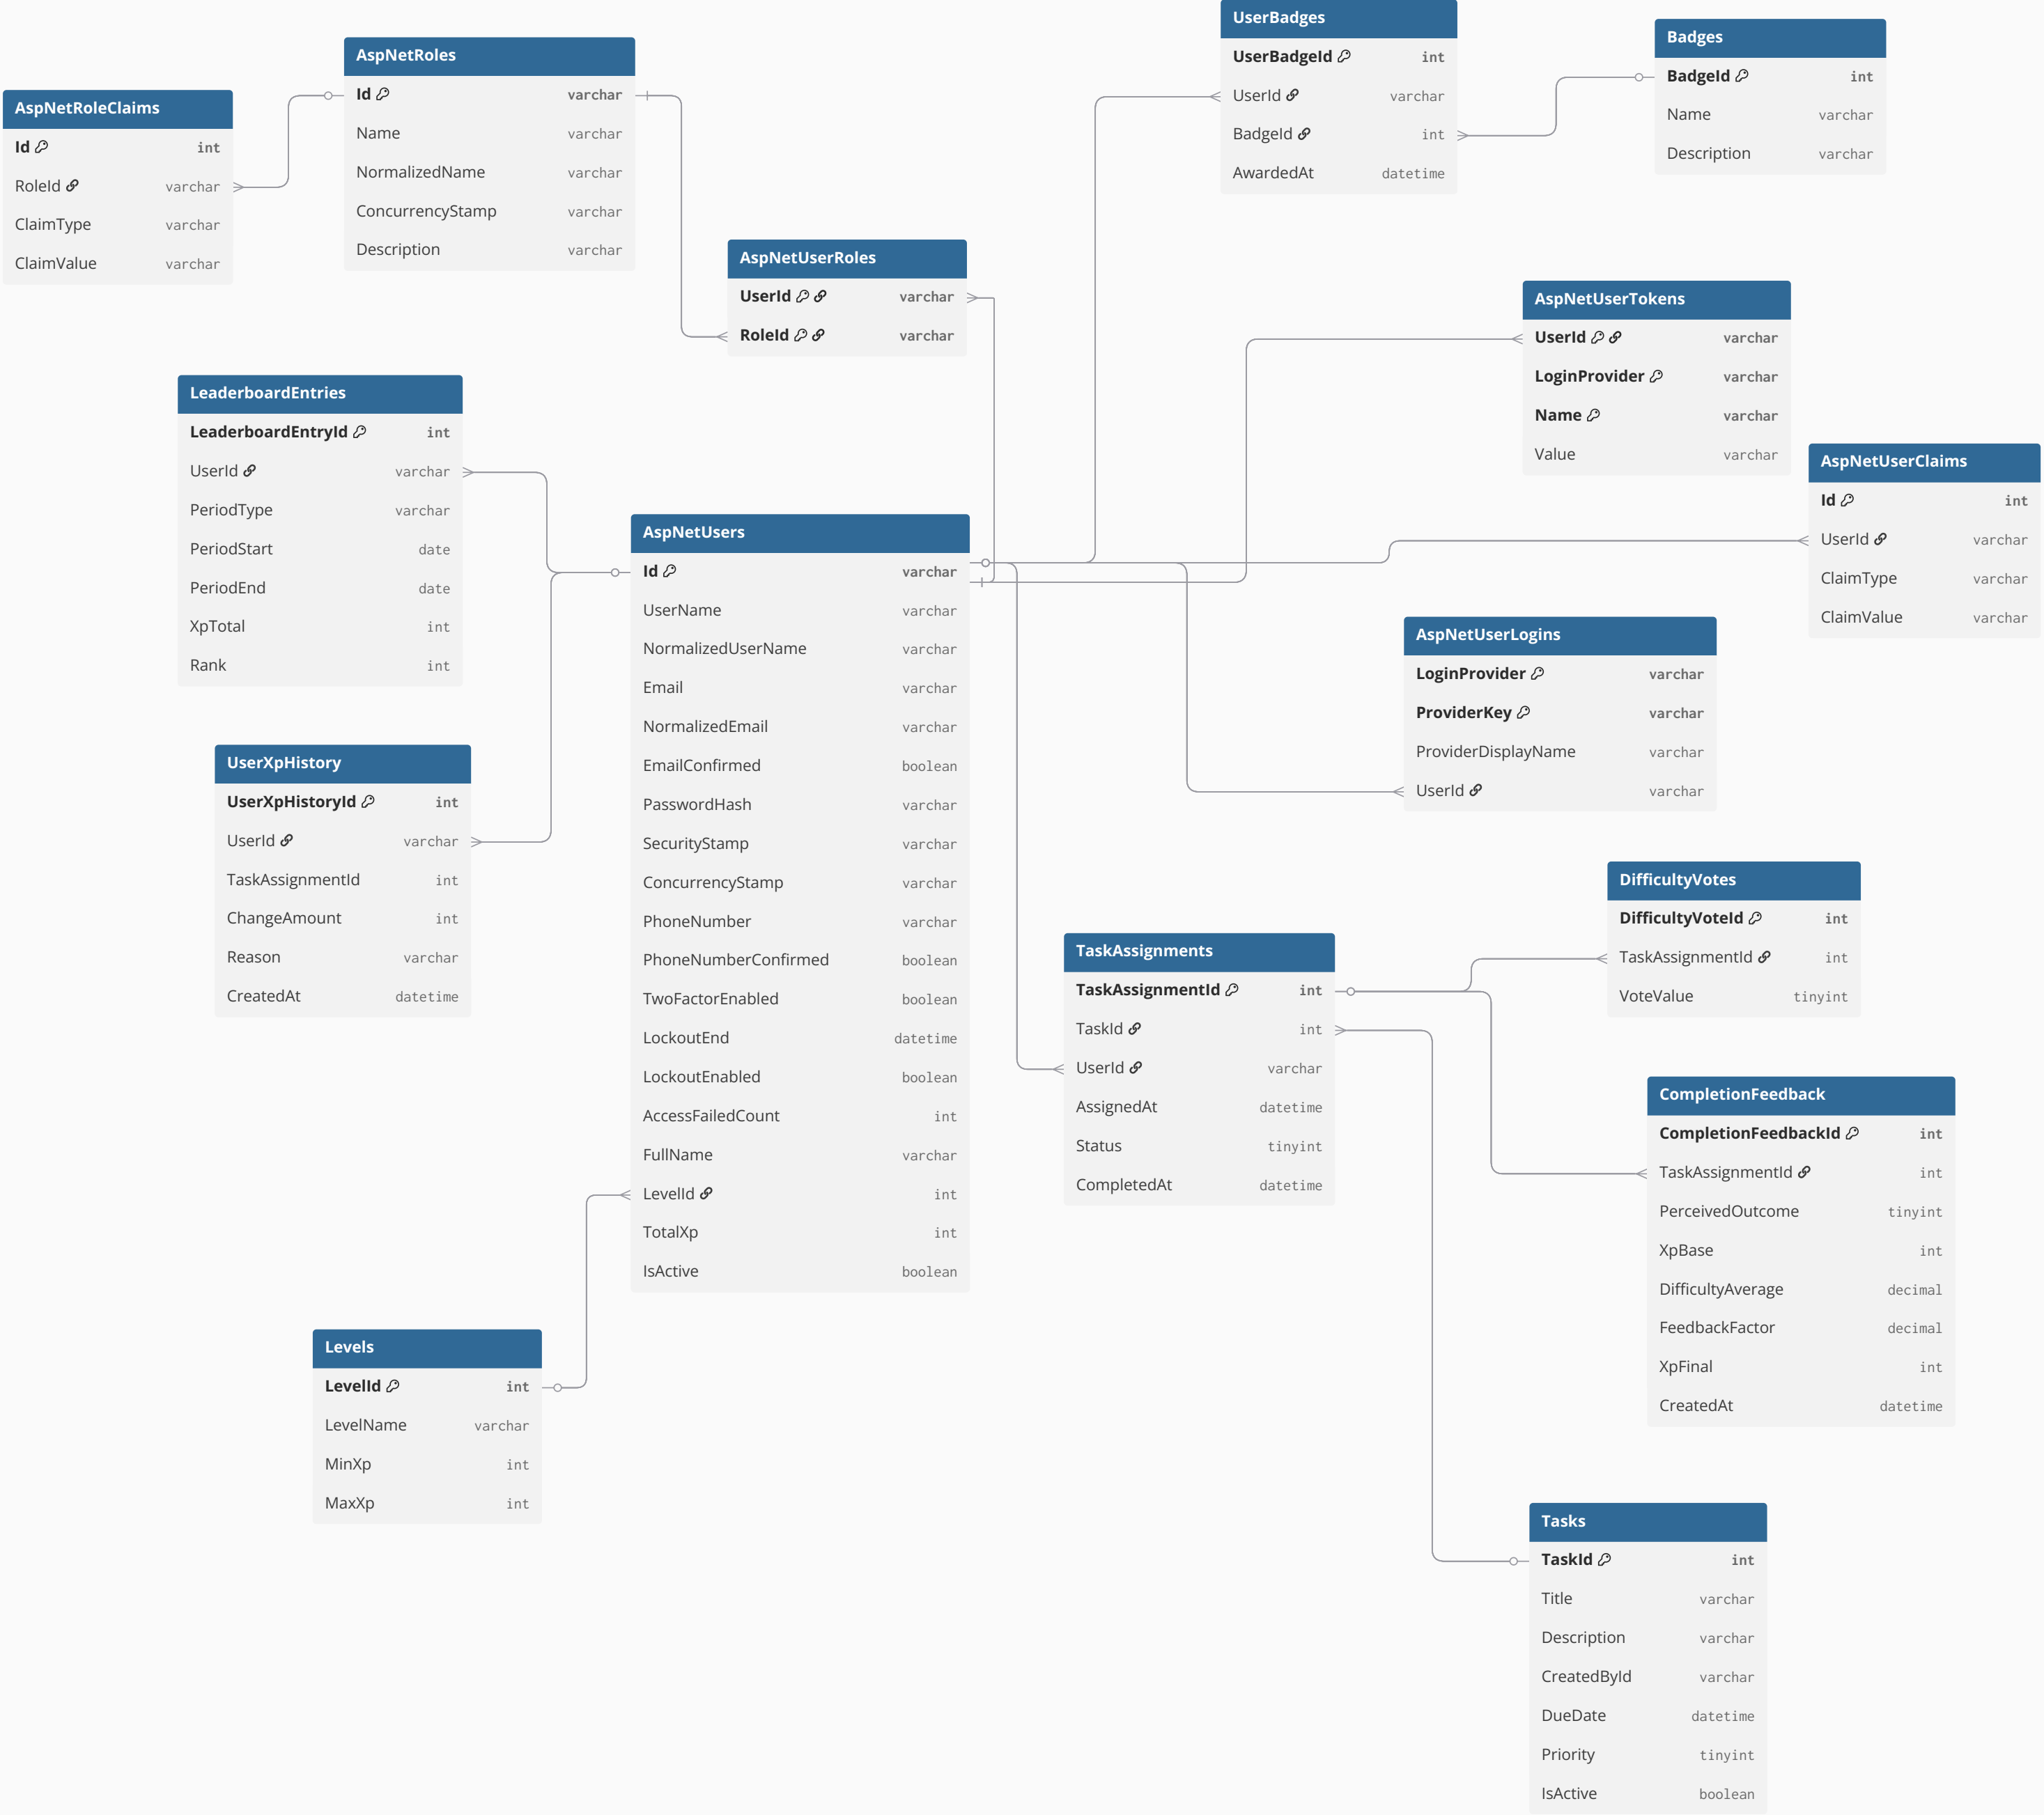 AspNetRoleClaims
Id int
RoleId varchar
ClaimType varchar
ClaimValue varchar
AspNetRoles
Id varchar
Name varchar
NormalizedName varchar
ConcurrencyStamp varchar
Description varchar
AspNetUserRoles
UserId varchar
RoleId varchar
UserBadges
UserBadgeId int
UserId varchar
BadgeId int
AwardedAt datetime
Badges
BadgeId int
Name varchar
Description varchar
AspNetUserTokens
UserId varchar
LoginProvider varchar
Name varchar
Value varchar
AspNetUserClaims
Id int
UserId varchar
ClaimType varchar
ClaimValue varchar
LeaderboardEntries
LeaderboardEntryId int
UserId varchar
PeriodType varchar
PeriodStart date
PeriodEnd date
XpTotal int
Rank int
AspNetUsers
Id varchar
UserName varchar
NormalizedUserName varchar
Email varchar
NormalizedEmail varchar
EmailConfirmed boolean
PasswordHash varchar
SecurityStamp varchar
ConcurrencyStamp varchar
PhoneNumber varchar
PhoneNumberConfirmed boolean
TwoFactorEnabled boolean
LockoutEnd datetime
LockoutEnabled boolean
AccessFailedCount int
FullName varchar
LevelId int
TotalXp int
IsActive boolean
AspNetUserLogins
LoginProvider varchar
ProviderKey varchar
ProviderDisplayName varchar
UserId varchar
UserXpHistory
UserXpHistoryId int
UserId varchar
TaskAssignmentId int
ChangeAmount int
Reason varchar
CreatedAt datetime
TaskAssignments
TaskAssignmentId int
TaskId int
UserId varchar
AssignedAt datetime
Status tinyint
CompletedAt datetime
DifficultyVotes
DifficultyVoteId int
TaskAssignmentId int
VoteValue tinyint
CompletionFeedback
CompletionFeedbackId int
TaskAssignmentId int
PerceivedOutcome tinyint
XpBase int
DifficultyAverage decimal
FeedbackFactor decimal
XpFinal int
CreatedAt datetime
Levels
LevelId int
LevelName varchar
MinXp int
MaxXp int
Tasks
TaskId int
Title varchar
Description varchar
CreatedById varchar
DueDate datetime
Priority tinyint
IsActive boolean